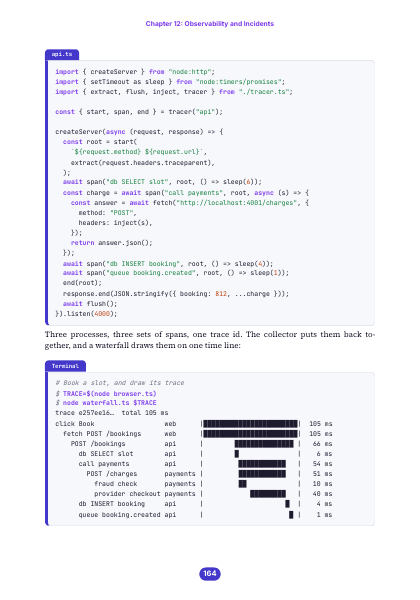 Chapter 12: Observability and Incidents
api.ts
import { createServer } from "node:http";
import { setTimeout as sleep } from "node:timers/promises";
import { extract, flush, inject, tracer } from "./tracer.ts";
const { start, span, end } = tracer("api");
createServer(async (request, response) => {
const root = start(
`${request.method} ${request.url}`,
extract(request.headers.traceparent),
);
await span("db SELECT slot", root, () => sleep(6));
const charge = await span("call payments", root, async (s) => {
const answer = await fetch("http://localhost:4001/charges", {
method: "POST",
headers: inject(s),
});
return answer.json();
});
await span("db INSERT booking", root, () => sleep(4));
await span("queue booking.created", root, () => sleep(1));
end(root);
response.end(JSON.stringify({ booking: 812, ...charge }));
await flush();
}).listen(4000);
Three processes, three sets of spans, one trace id. The collector puts them back to-
gether, and a waterfall draws them on one time line:
Terminal
# Book a slot, and draw its trace
$ TRACE=$(node browser.ts)
$ node waterfall.ts $TRACE
trace e257ee16… total 105 ms
click Book web |████████████████████████| 105 ms
fetch POST /bookings web |████████████████████████| 105 ms
POST /bookings api | ███████████████ | 66 ms
db SELECT slot api | █ | 6 ms
call payments api | ████████████ | 54 ms
POST /charges payments | ████████████ | 51 ms
fraud check payments | ██ | 10 ms
provider checkout payments | █████████ | 40 ms
db INSERT booking api | █ | 4 ms
queue booking.created api | █ | 1 ms
164